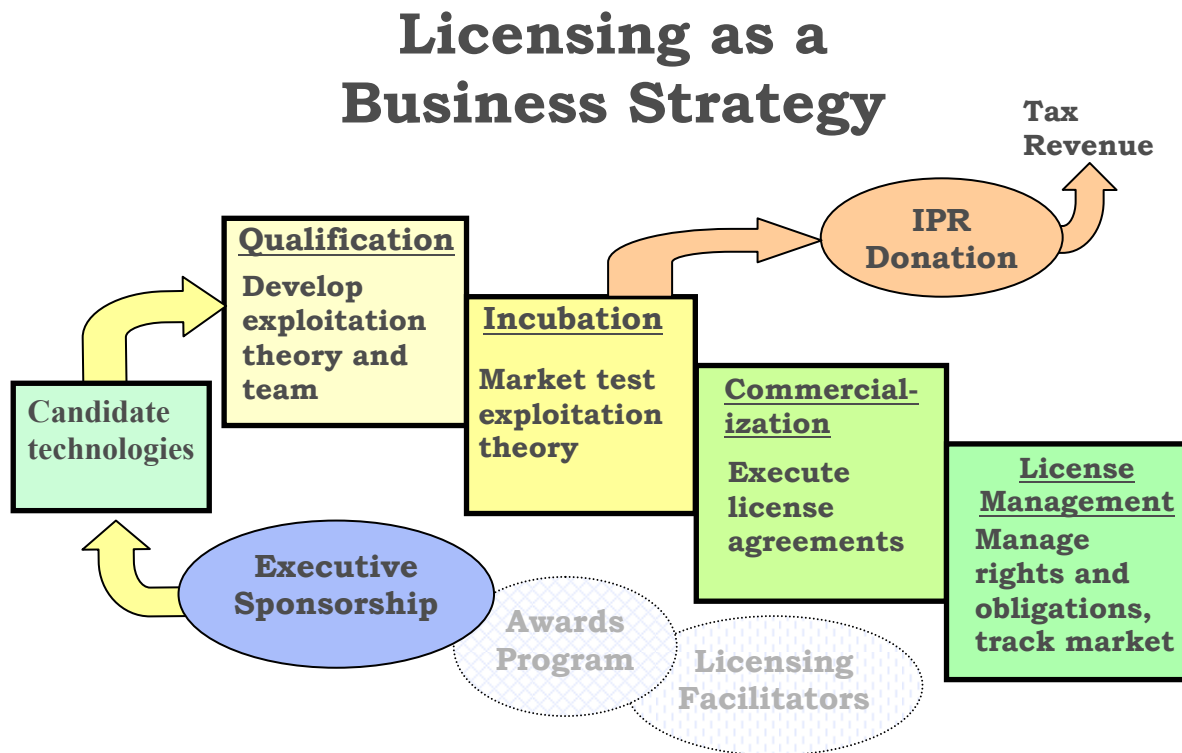 Licensing as a
Business Strategy
Tax
Revenue
IPR
Donation
Qualification
Develop
exploitation
theory and
team
Incubation
Market test
exploitation
theory
Candidate
technologies
Commercial-
ization
Execute
license
agreements
License
Management
Manage
rights and
obligations,
track market
Executive
Sponsorship
Awards
Program
Licensing
Facilitators